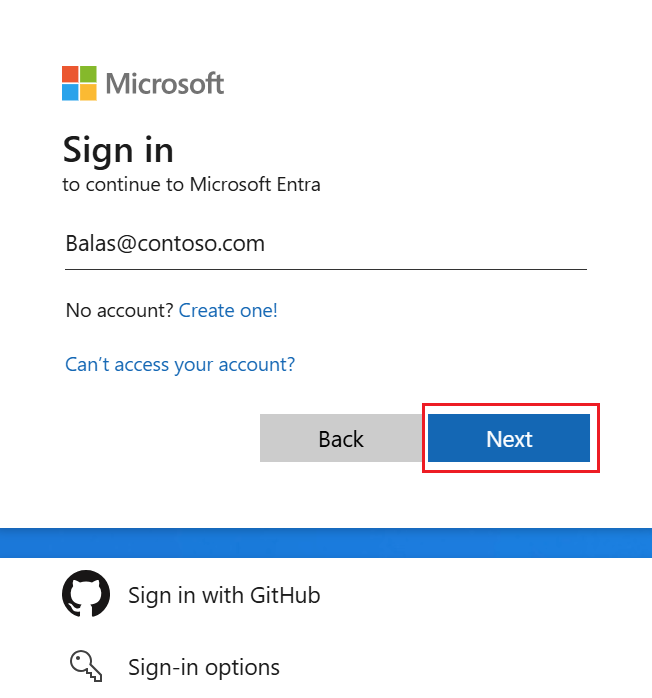 Microsoft
Sign in
to continue to Microsoft Entra
Balas@contoso.com
No account? Create one!
Can’t access your account?
Back Next
Sign in with GitHub
Sign-in options